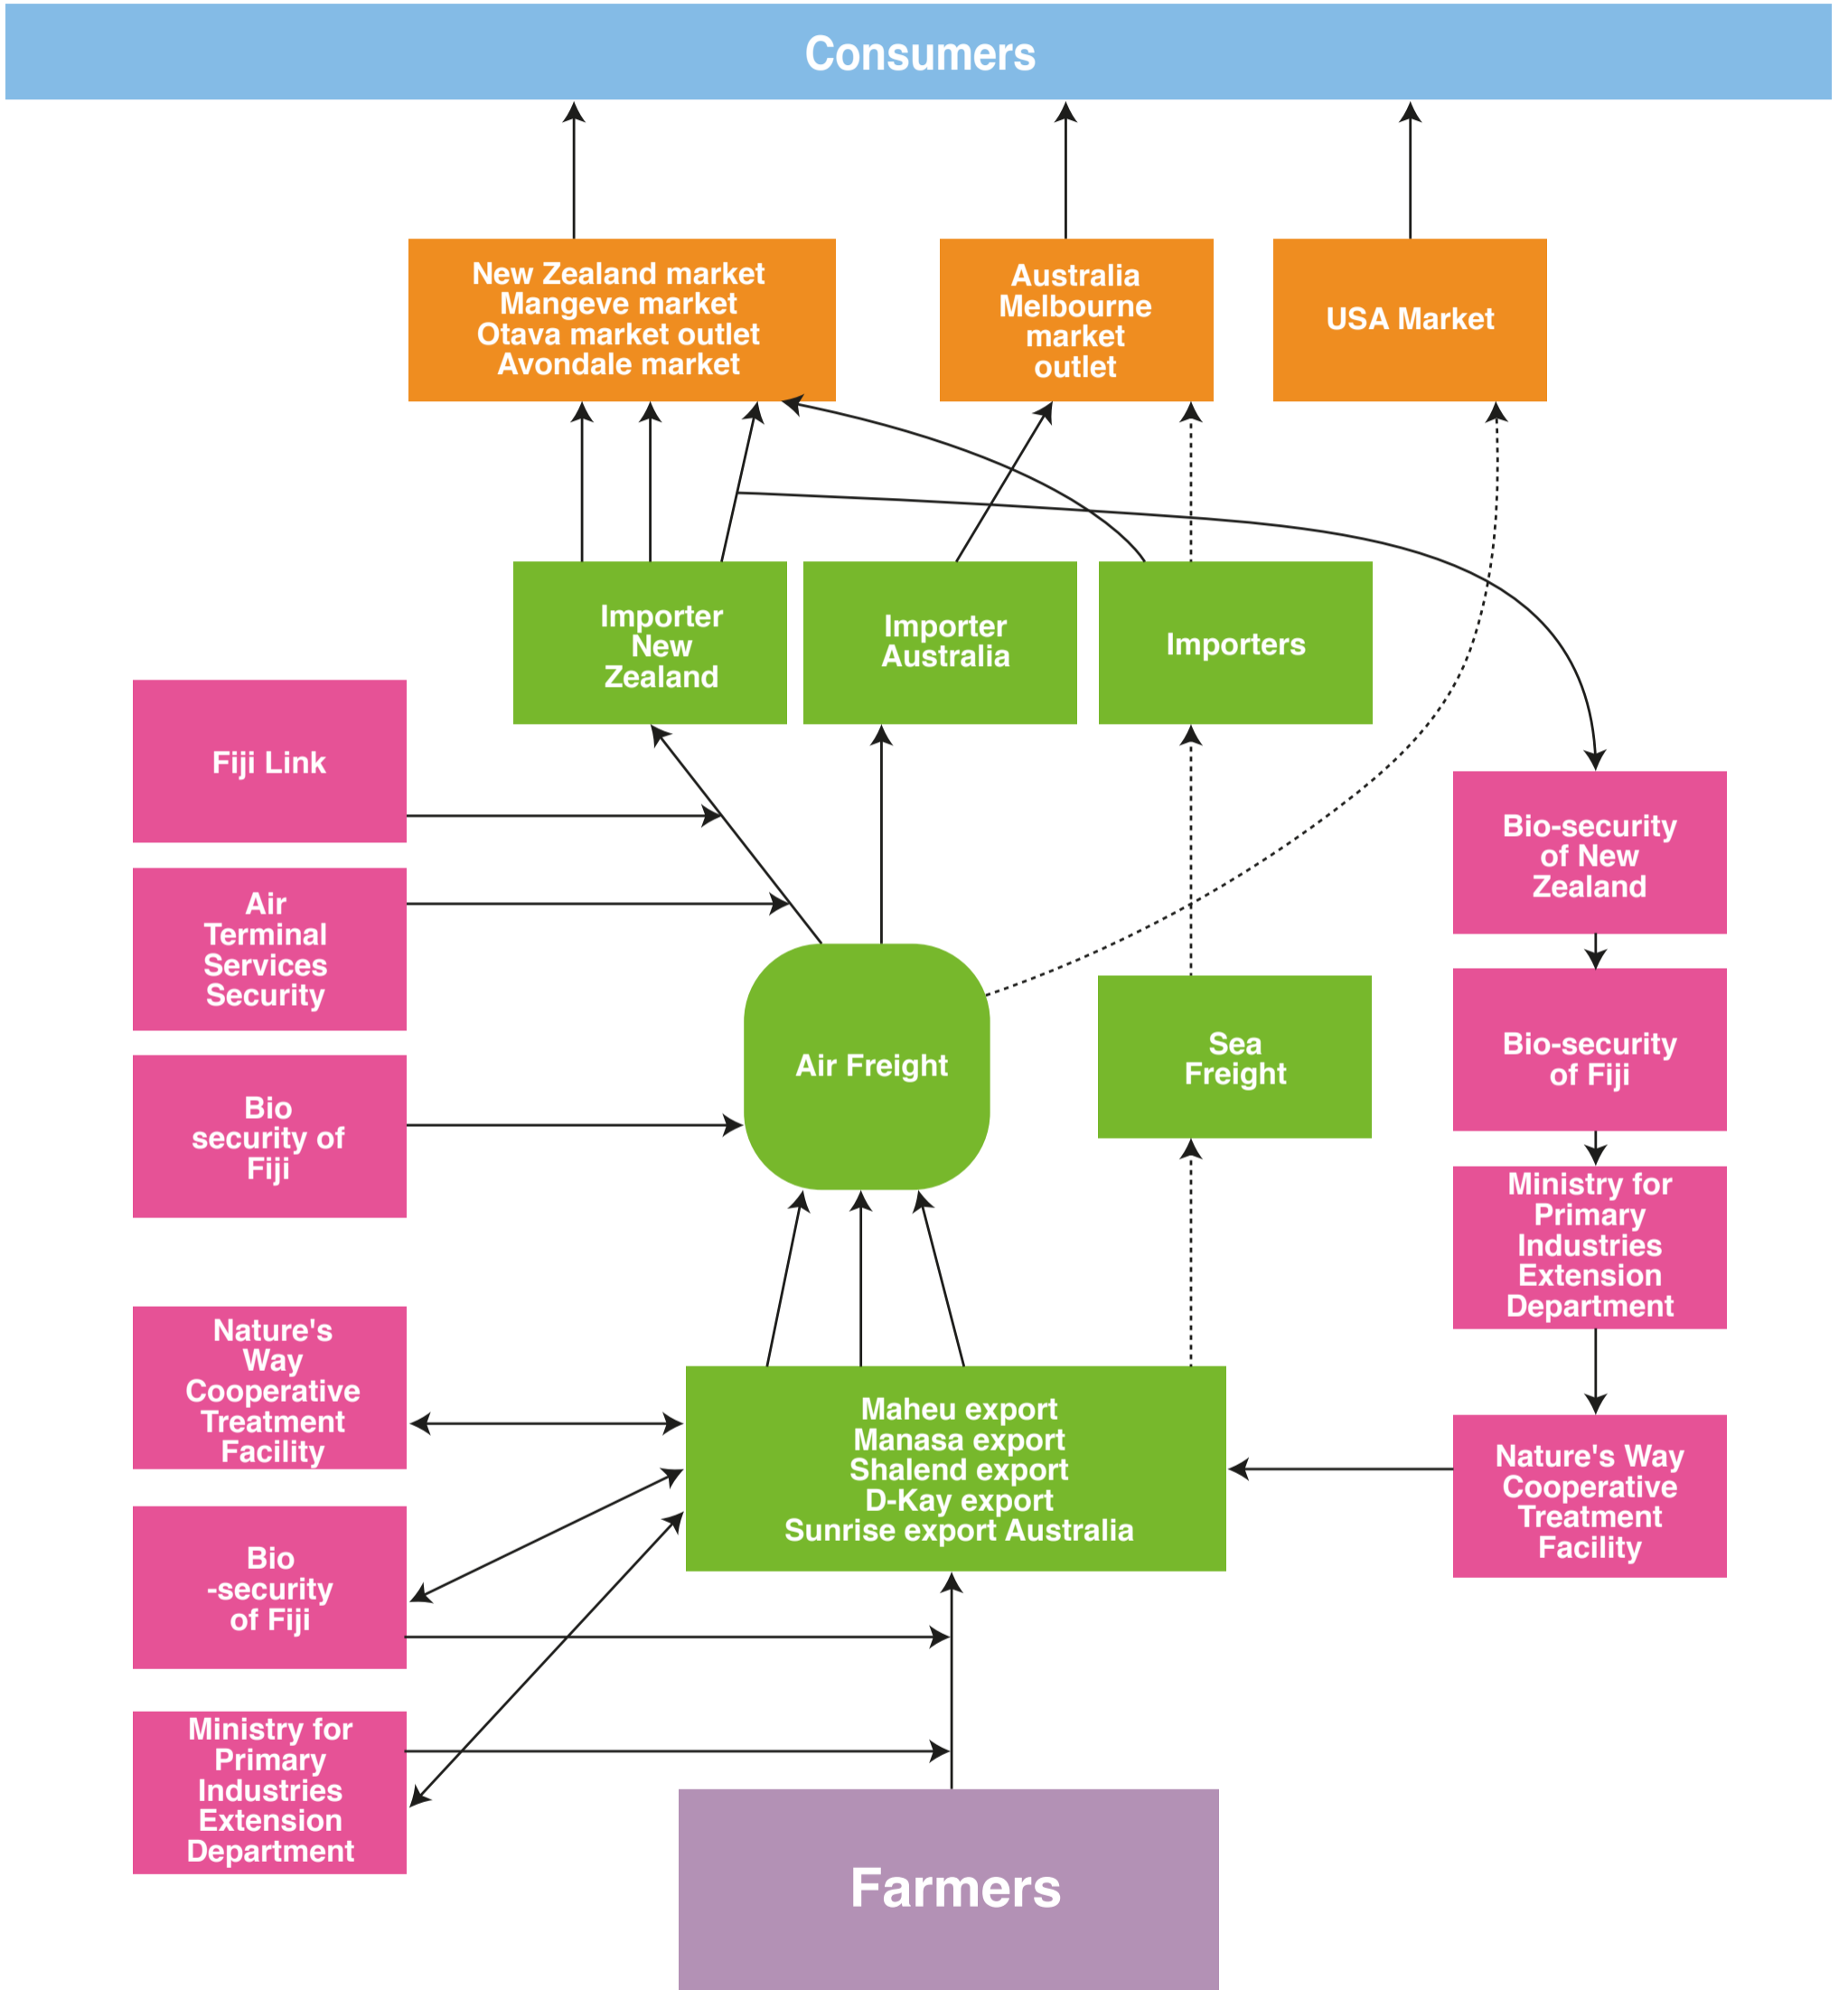 Consumers
New Zealand market
Mangeve market
Otava market outlet
Avondale market
Australia
Melbourne
market
outlet
USA Market
Importer
New
Zealand
Importer
Australia
Importers
Fiji Link
Air
Terminal
Services
Security
Bio
security of
Fiji
Air Freight
Sea
Freight
Bio-security
of New
Zealand
Bio-security
of Fiji
Ministry for
Primary
Industries
Extension
Department
Nature's Way
Cooperative
Treatment
Facility
Nature's
Way
Cooperative
Treatment
Facility
Maheu export
Manasa export
Shalend export
D-Kay export
Sunrise export Australia
Bio
-security
of Fiji
Ministry for
Primary
Industries
Extension
Department
Farmers